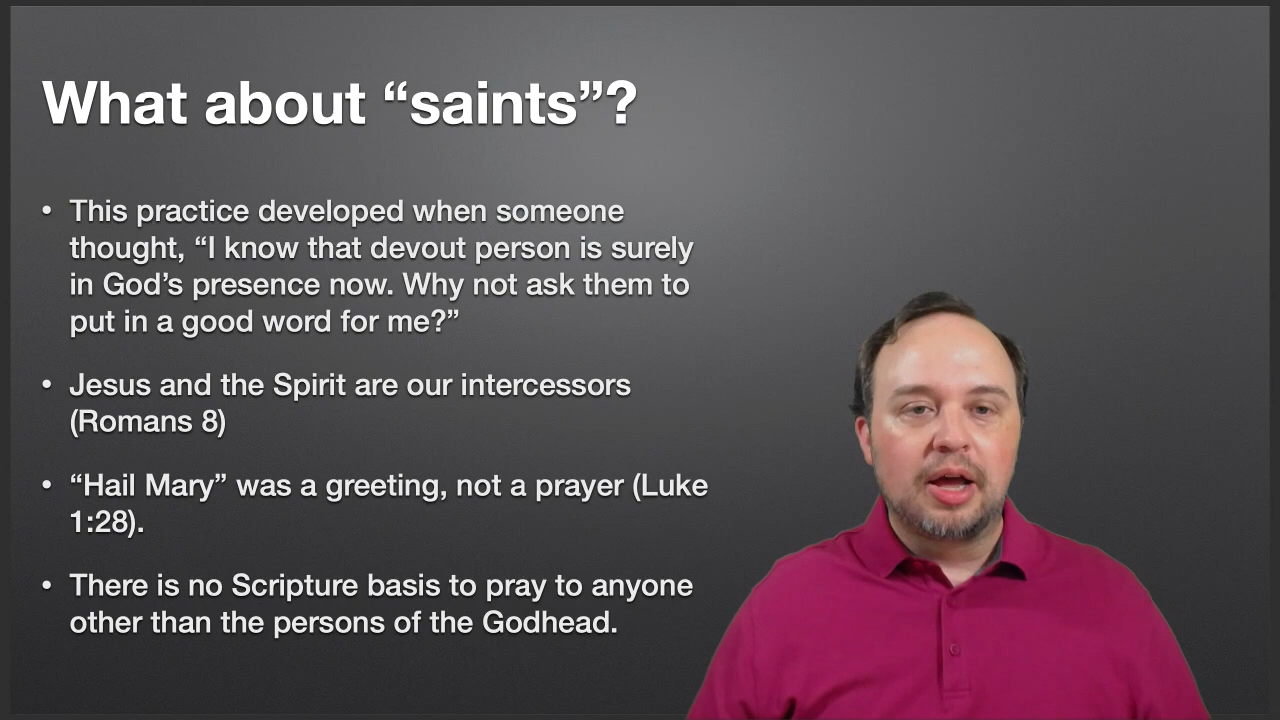 What about “saints”?
• This practice developed when someone
thought, “I know that devout person is surely
in God’s presence now. Why not ask them to
put in a good word for me?”
• Jesus and the Spirit are our intercessors
(Romans 8)
• “Hail Mary” was a greeting, not a prayer (Luke
1:28).
• There is no Scripture basis to pray to anyone
other than the persons of the Godhead.